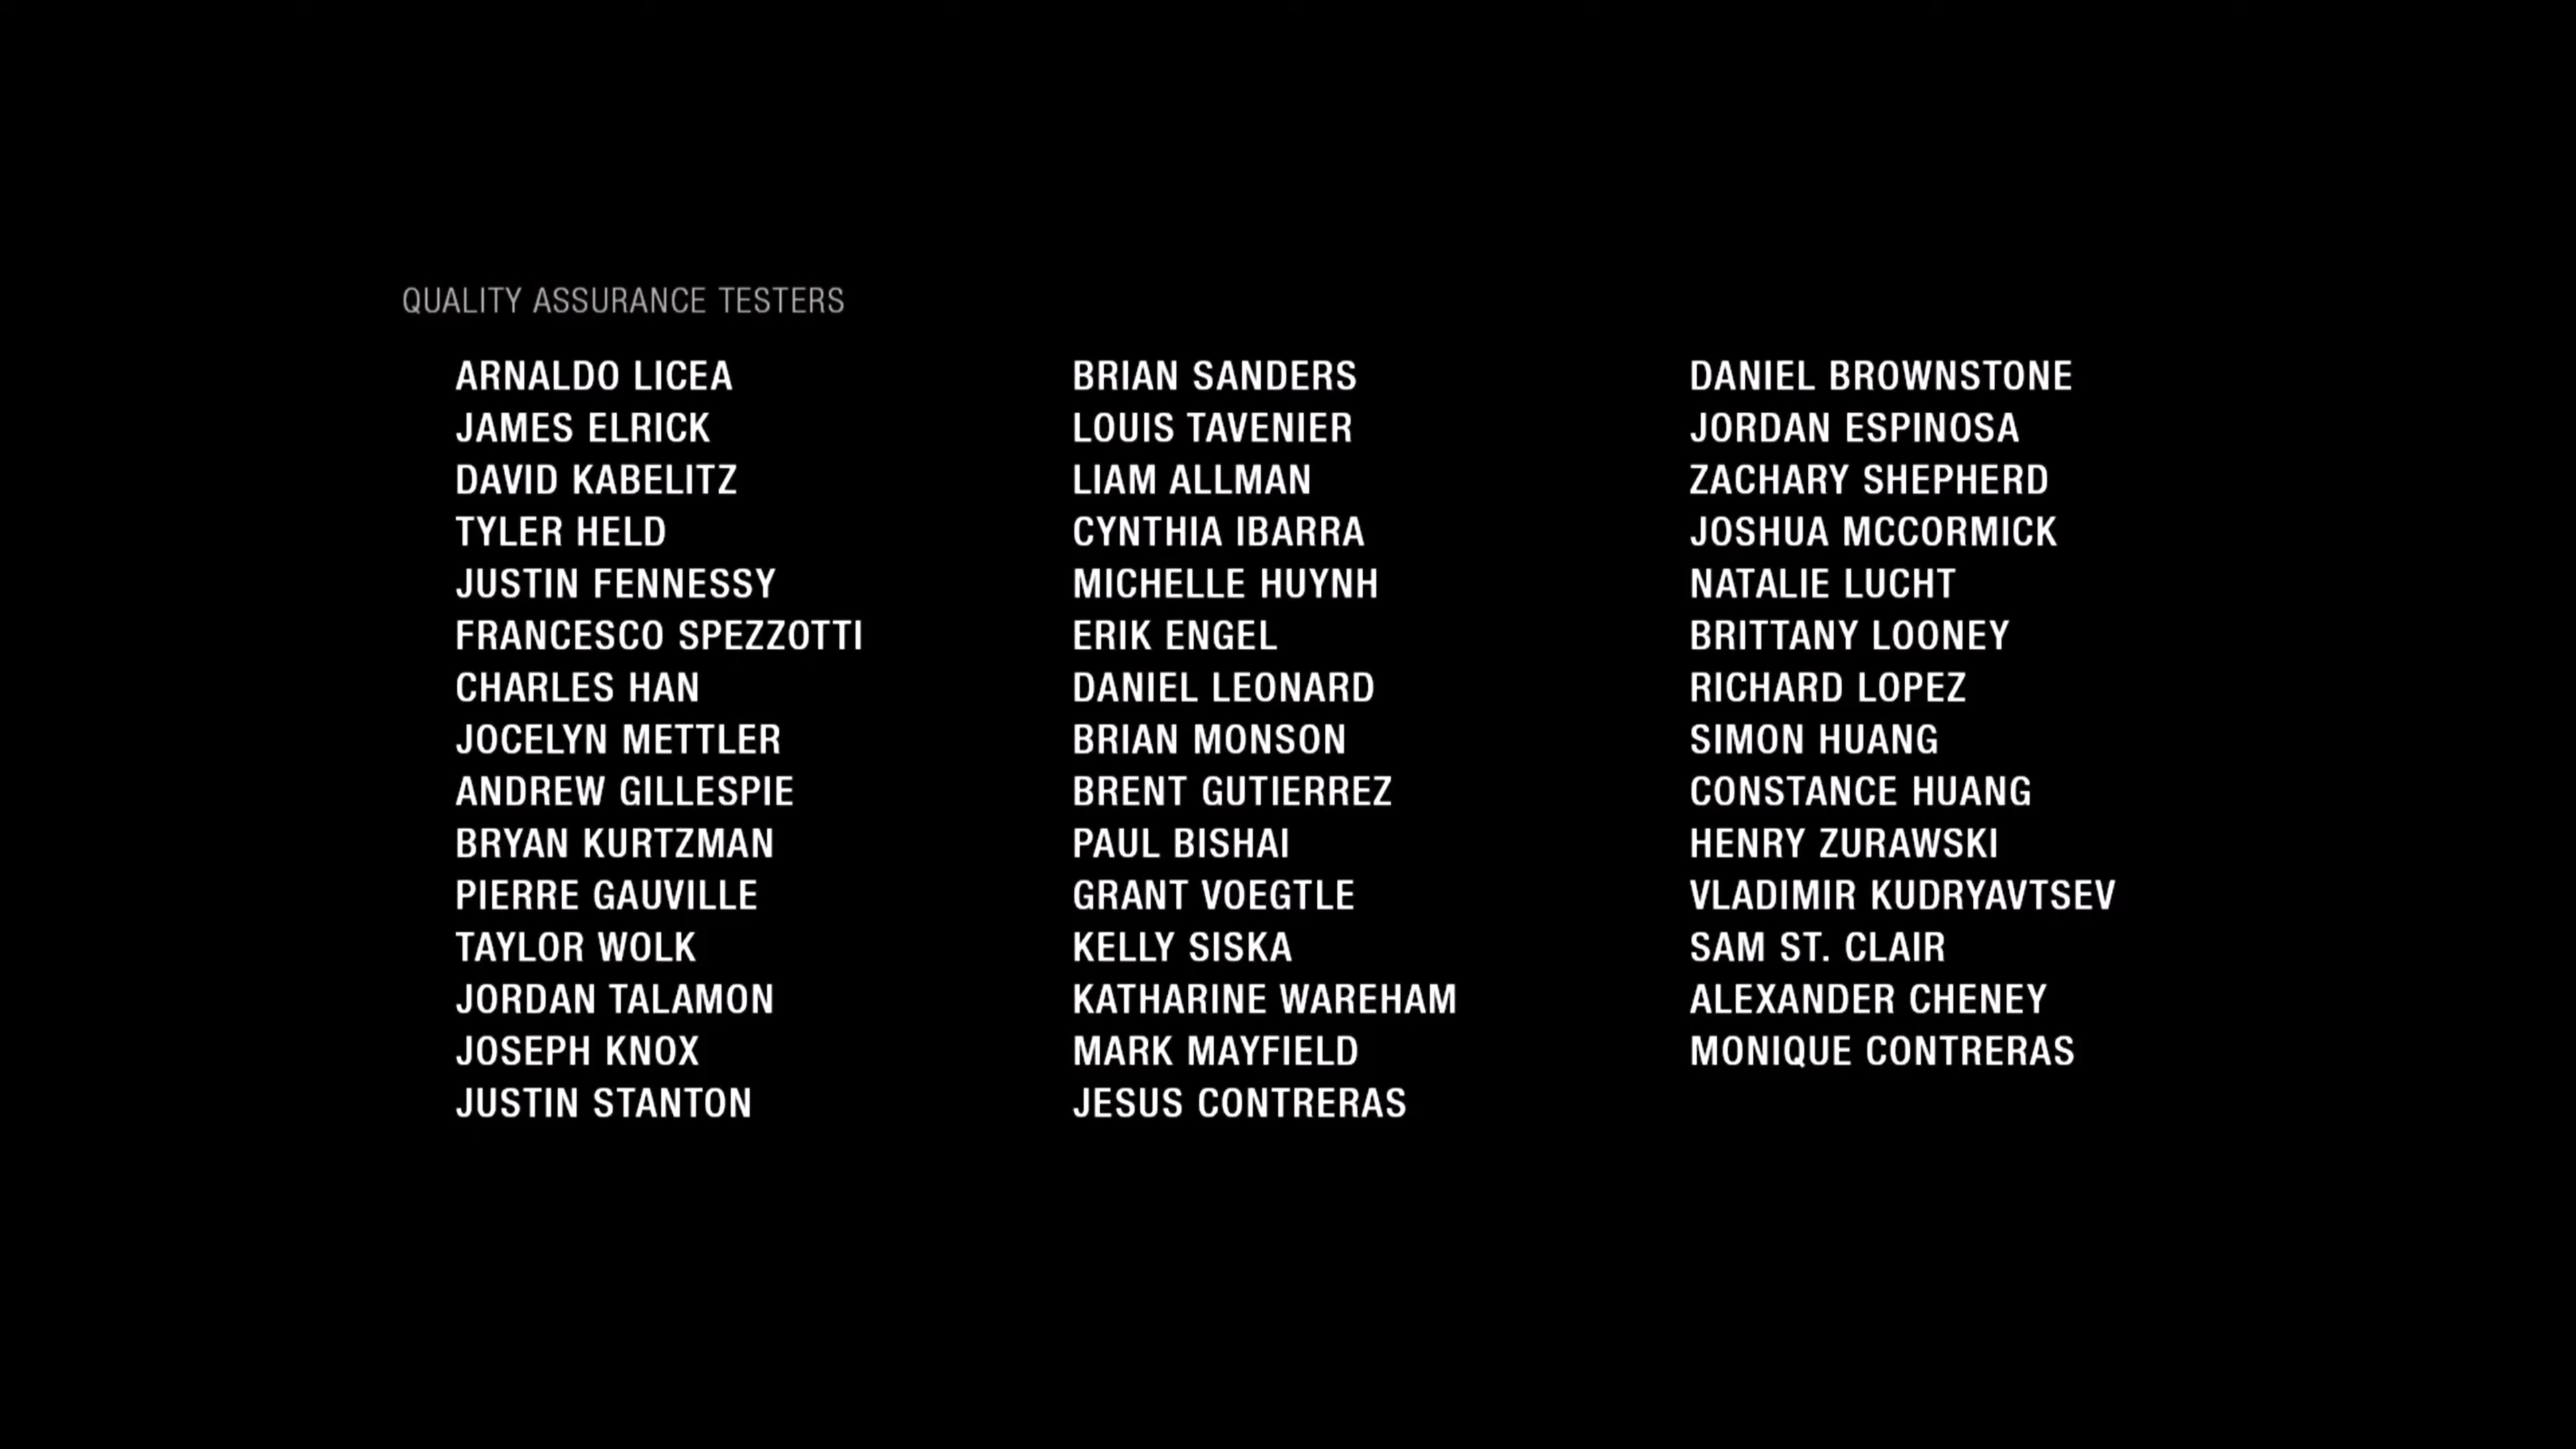 QUALITY ASSURANCE TESTERS
ARNALDO LICEA
JAMES ELRICK
DAVID KABELITZ
TYLER HELD
JUSTIN FENNESSY
FRANCESCO SPEZZOTTI
CHARLES HAN
JOCELYN METTLER
ANDREW GILLESPIE
BRYAN KURTZMAN
PIERRE GAUVILLE
TAYLOR WOLK
JORDAN TALAMON
JOSEPH KNOX
JUSTIN STANTON
BRIAN SANDERS
LOUIS TAVENIER
LIAM ALLMAN
CYNTHIA IBARRA
MICHELLE HUYNH
ERIK ENGEL
DANIEL LEONARD
BRIAN MONSON
BRENT GUTIERREZ
PAUL BISHAI
GRANT VOEGTLE
KELLY SISKA
KATHARINE WAREHAM
MARK MAYFIELD
JESUS CONTRERAS
DANIEL BROWNSTONE
JORDAN ESPINOSA
ZACHARY SHEPHERD
JOSHUA MCCORMICK
NATALIE LUCHT
BRITTANY LOONEY
RICHARD LOPEZ
SIMON HUANG
CONSTANCE HUANG
HENRY ZURAWSKI
VLADIMIR KUDRYAVTSEV
SAM ST. CLAIR
ALEXANDER CHENEY
MONIQUE CONTRERAS